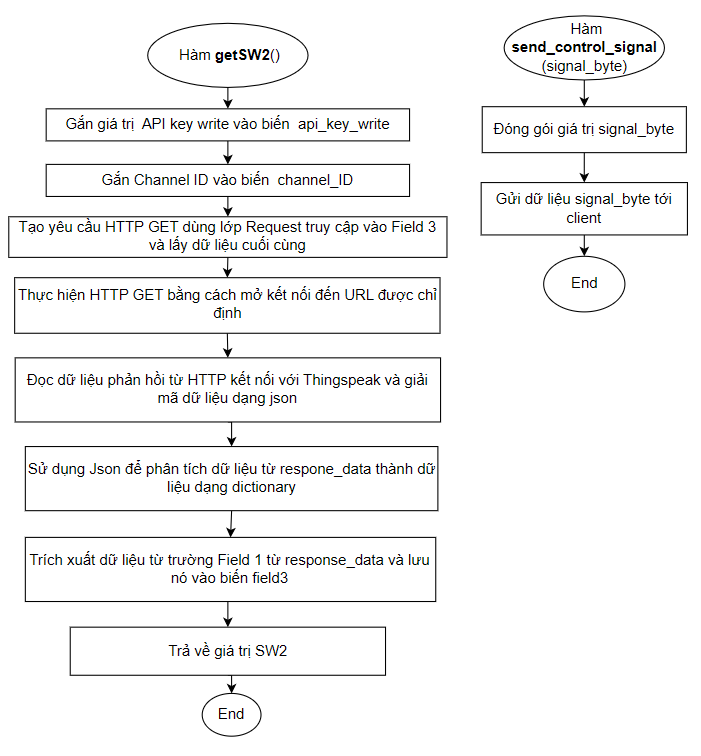 Hàm getSW2()
Gắn giá trị API key write vào biến api_key_write
Gắn Channel ID vào biến channel_ID
Tạo yêu cầu HTTP GET dùng lớp Request truy cập vào Field 3
và lấy dữ liệu cuối cùng
Thực hiện HTTP GET bằng cách mở kết nối đến URL được chỉ
định
Đọc dữ liệu phản hồi từ HTTP kết nối với Thingspeak và giải
mã dữ liệu dạng json
Sử dụng Json để phân tích dữ liệu từ respone_data thành dữ
liệu dạng dictionary
Trích xuất dữ liệu từ trường Field 1 từ response_data và lưu
nó vào biến field3
Trả về giá trị SW2
End
Hàm
send_control_signal
(signal_byte)
Đóng gói giá trị signal_byte
Gửi dữ liệu signal_byte tới
client
End